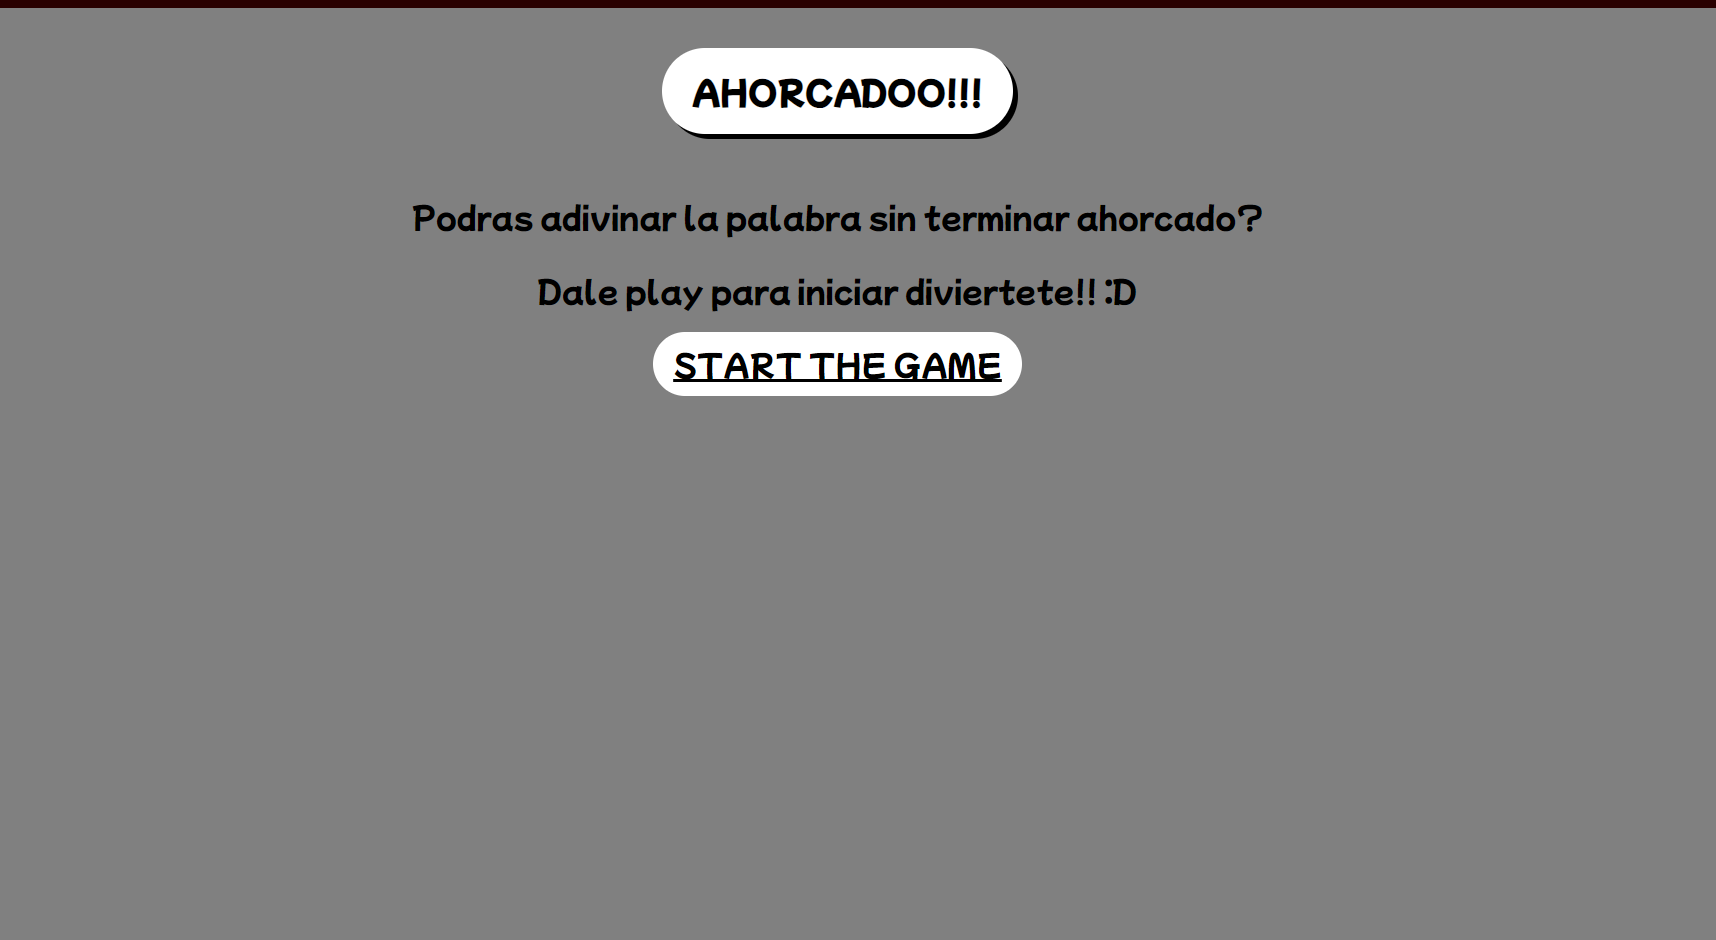 AHORCADOO!!!
Podras adivinar la palabra sin terminar ahorcado?
Dale play para iniciar diviertete!! :D
START THE GAME